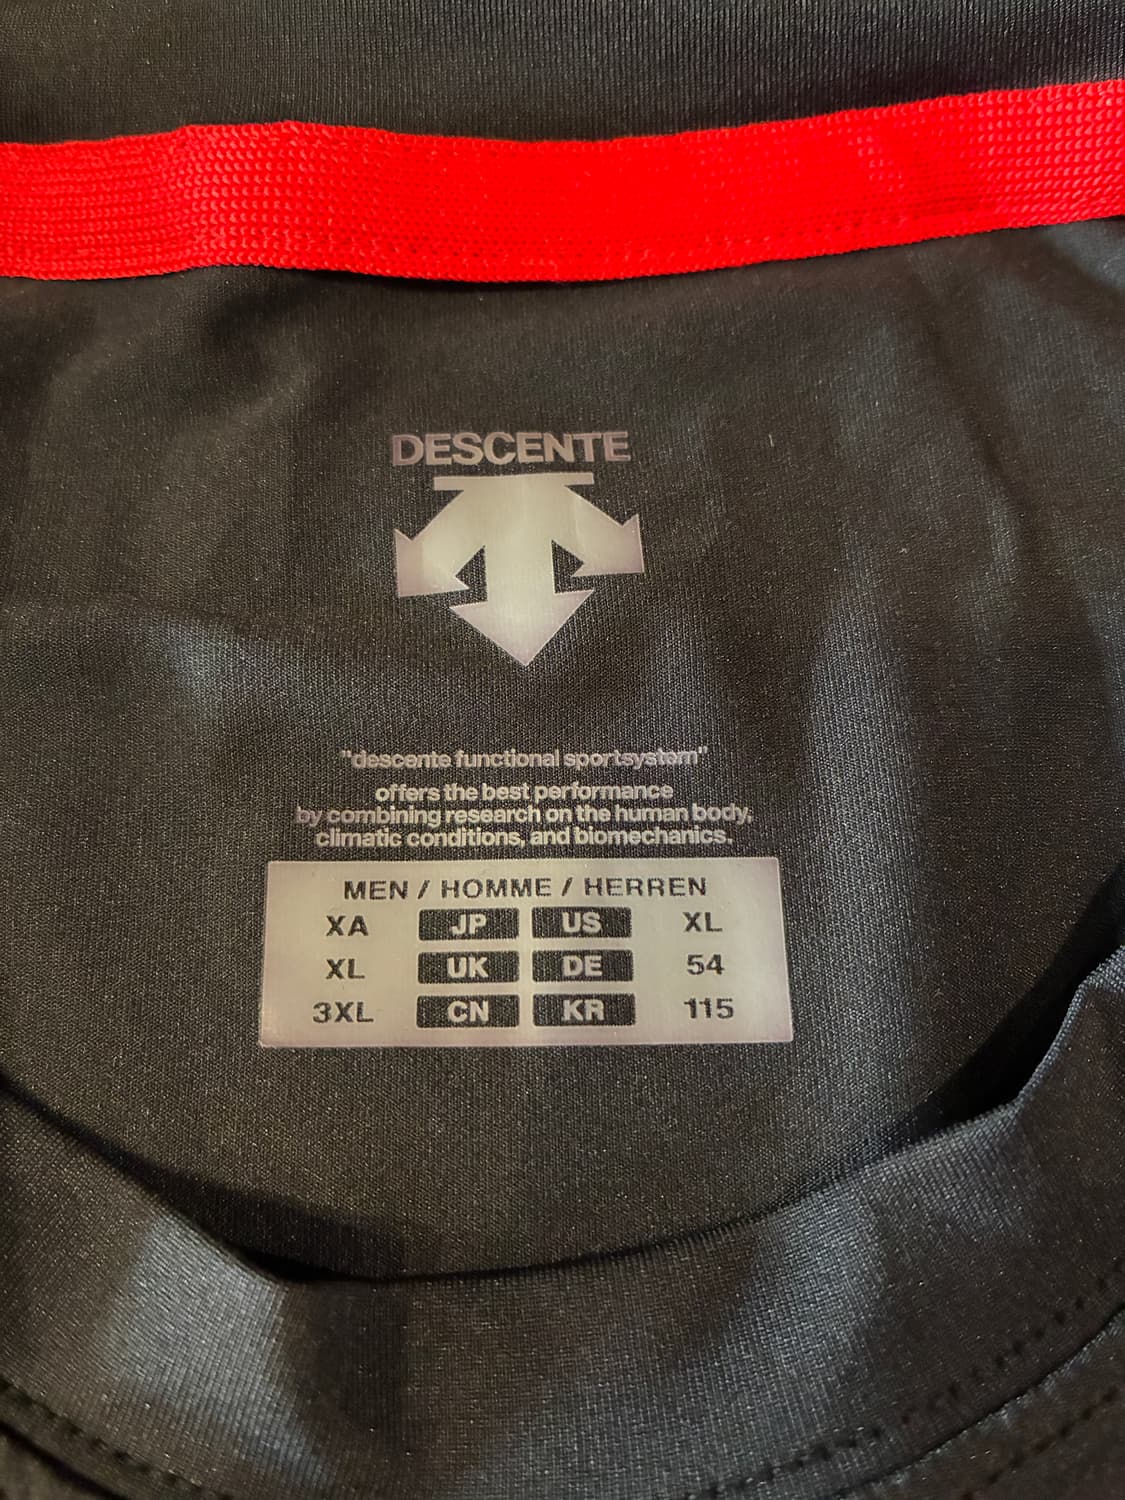 DESCENTE
"descente functional sportsystem"
offers the best performance
by combining research on the human body,
climatic conditions, and biomechanics.
MEN / HOMME / HERREN
XA JP US XL
XL UK DE 54
3XL CN KR 115